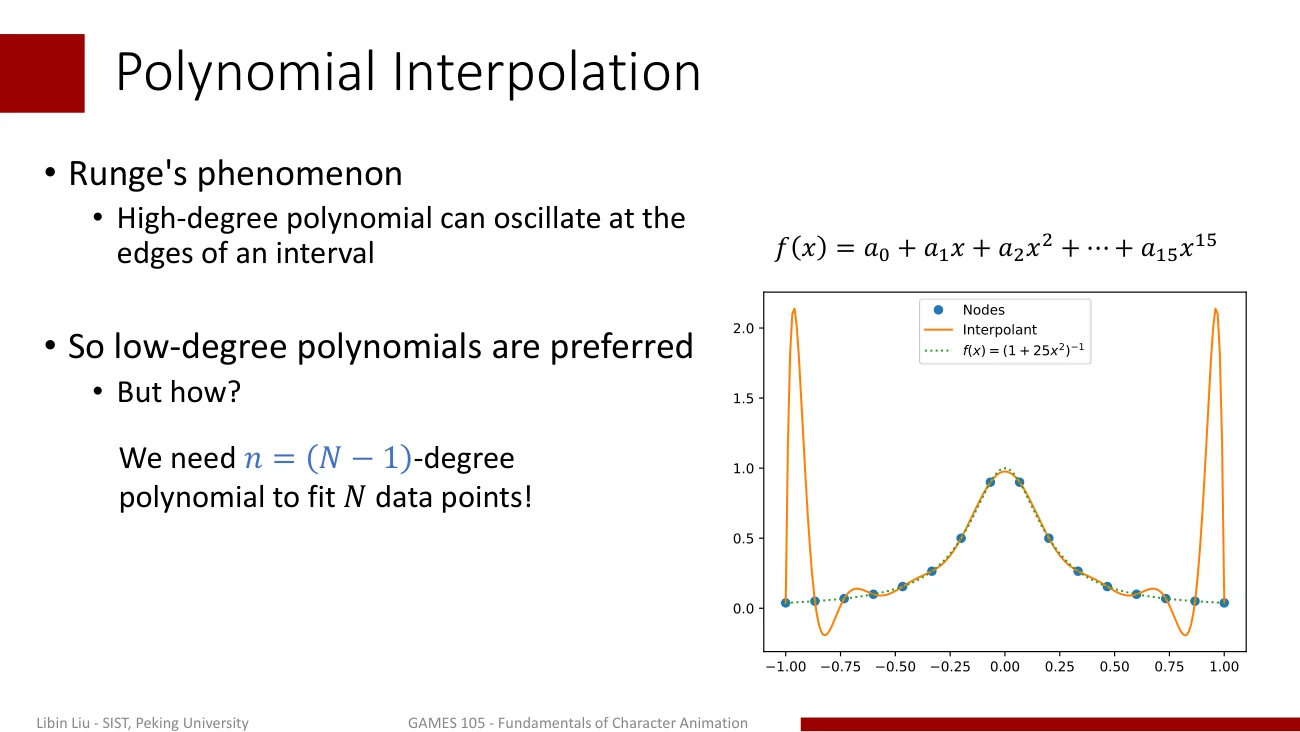 Polynomial Interpolation
• Runge's phenomenon
• High-degree polynomial can oscillate at the
edges of an interval
• So low-degree polynomials are preferred
• But how?
We need n = (N − 1)-degree
polynomial to fit N data points!
f(x) = a₀ + a₁x + a₂x² + ⋯ + a₁₅x¹⁵
Nodes
Interpolant
f(x) = (1 + 25x²)⁻¹
2.0
1.5
1.0
0.5
0.0
−1.00 −0.75 −0.50 −0.25 0.00 0.25 0.50 0.75 1.00
Libin Liu - SIST, Peking University
GAMES 105 - Fundamentals of Character Animation